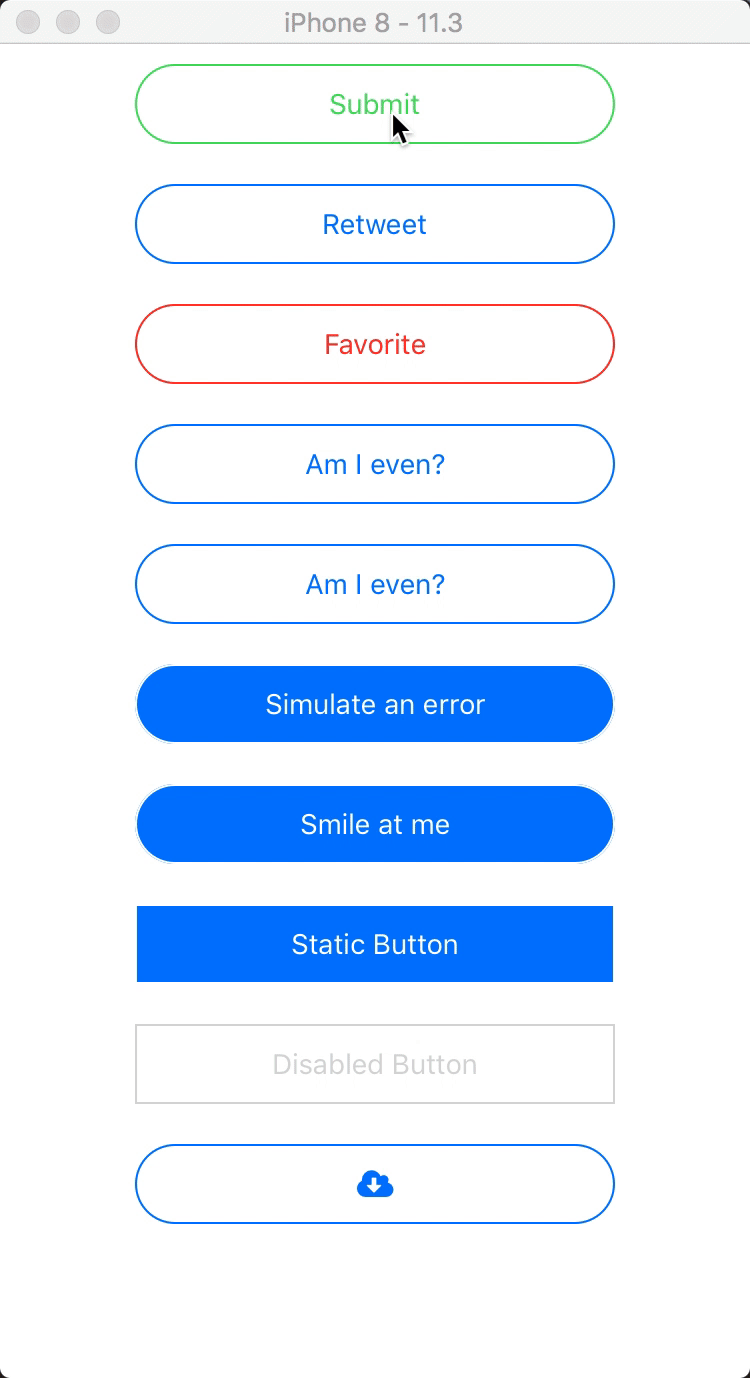 iPhone 8 - 11.3
Submit
Retweet
Favorite
Am I even?
Am I even?
Simulate an error
Smile at me
Static Button
Disabled Button